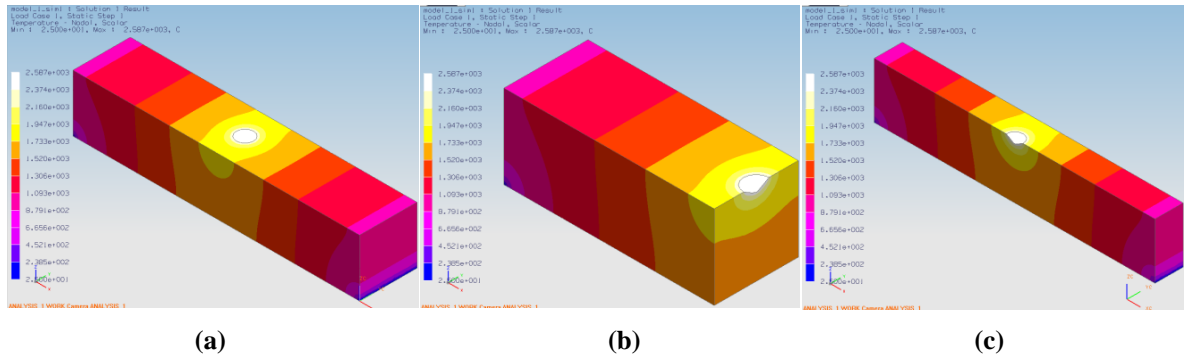 model_1_sim1 : Solution 1 Result
Load Case 1, Static Step 1
Temperature - Nodal, Scalar
Min : 2.500e+001, Max : 2.587e+003, C
2.587e+003
2.374e+003
2.160e+003
1.947e+003
1.733e+003
1.520e+003
1.306e+003
1.093e+003
8.791e+002
6.656e+002
4.521e+002
2.385e+002
2.500e+001
ANALYSIS 1 WORK Camera ANALYSIS 1
(a)
model_1_sim1 : Solution 1 Result
Load Case 1, Static Step 1
Temperature - Nodal, Scalar
Min : 2.500e+001, Max : 2.587e+003, C
2.587e+003
2.374e+003
2.160e+003
1.947e+003
1.733e+003
1.520e+003
1.306e+003
1.093e+003
8.791e+002
6.656e+002
4.521e+002
2.385e+002
2.500e+001
ANALYSIS 1 WORK Camera ANALYSIS 1
(b)
model_1_sim1 : Solution 1 Result
Load Case 1, Static Step 1
Temperature - Nodal, Scalar
Min : 2.500e+001, Max : 2.587e+003, C
2.587e+003
2.374e+003
2.160e+003
1.947e+003
1.733e+003
1.520e+003
1.306e+003
1.093e+003
8.791e+002
6.656e+002
4.521e+002
2.385e+002
2.500e+001
ZC
YC
XC
ANALYSIS 1 WORK Camera ANALYSIS 1
(c)